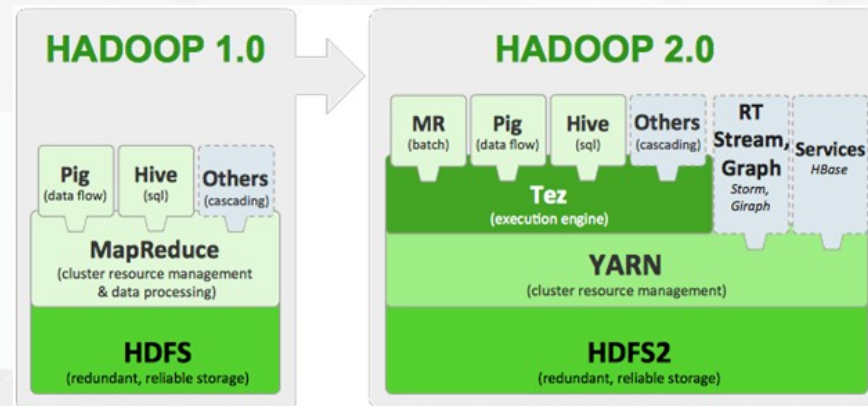 HADOOP 1.0
Pig
(data flow)
Hive
(sql)
Others
(cascading)
MapReduce
(cluster resource management
& data processing)
HDFS
(redundant, reliable storage)
HADOOP 2.0
MR
(batch)
Pig
(data flow)
Hive
(sql)
Others
(cascading)
RT
Stream,
Graph
Storm,
Giraph
Services
HBase
Tez
(execution engine)
YARN
(cluster resource management)
HDFS2
(redundant, reliable storage)